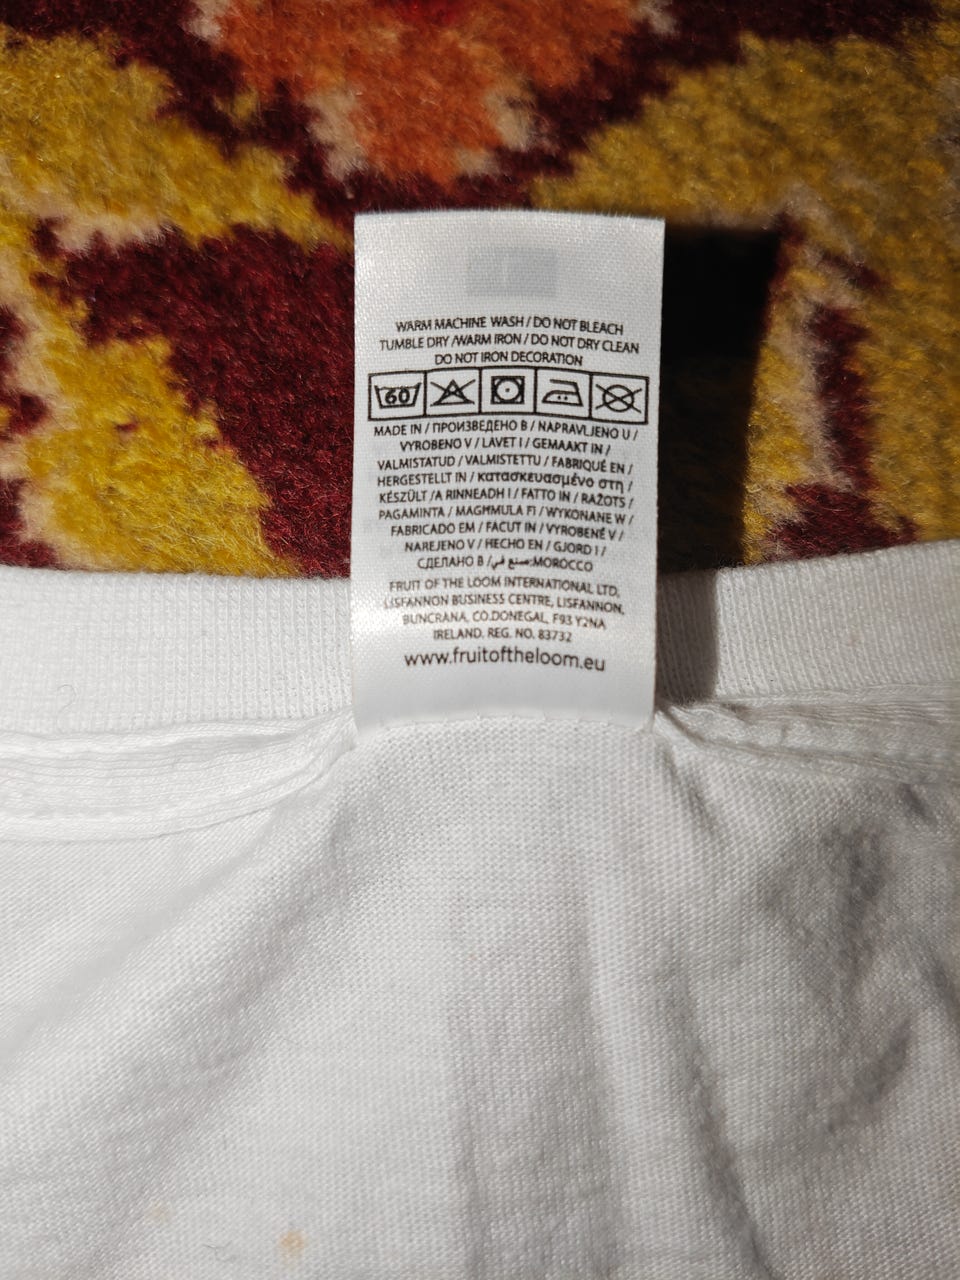 WARM MACHINE WASH / DO NOT BLEACH
TUMBLE DRY /WARM IRON / DO NOT DRY CLEAN
DO NOT IRON DECORATION
60
MADE IN / ПРОИЗВЕДЕНО В / NAPRAVLJENO U /
VYROBENO V / LAVET I / GEMAAKT IN /
VALMISTATUD / VALMISTETTU / FABRIQUÉ EN /
HERGESTELLT IN / κατασκευασμένο στη /
KÉSZÜLT /A RINNEADH I / FATTO IN / RAŽOTS /
PAGAMINTA / MAGĦMULA FI / WYKONANE W /
FABRICADO EM / FACUT IN / VYROBENÉ V /
NAREJENO V / HECHO EN / GJORD I /
СДЕЛАНО В /صنع في:MOROCCO
FRUIT OF THE LOOM INTERNATIONAL LTD,
LISFANNON BUSINESS CENTRE, LISFANNON,
BUNCRANA, CO.DONEGAL, F93 Y2NA
IRELAND. REG. NO. 83732
www.fruitoftheloom.eu